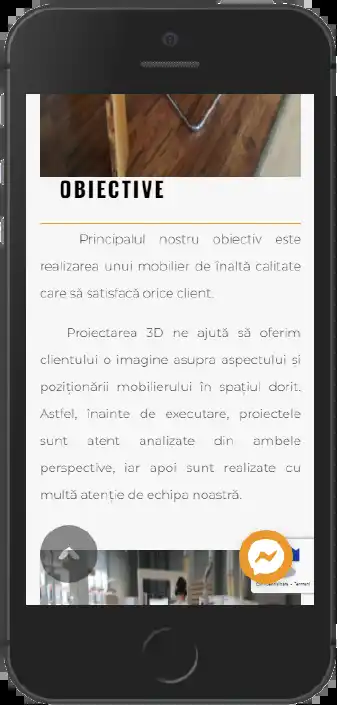 OBIECTIVE
Principalul nostru obiectiv este
realizarea unui mobilier de înaltă calitate
care să satisfacă orice client.
Proiectarea 3D ne ajută să oferim
clientului o imagine asupra aspectului și
poziționării mobilierului în spațiul dorit.
Astfel, înainte de executare, proiectele
sunt atent analizate din ambele
perspective, iar apoi sunt realizate cu
multă atenție de echipa noastră.